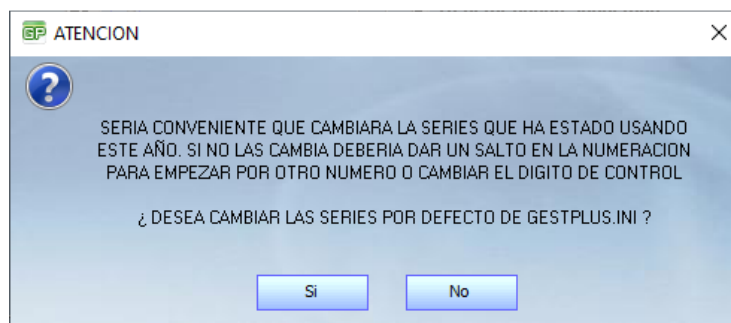 GP ATENCION
?
SERIA CONVENIENTE QUE CAMBIARA LA SERIES QUE HA ESTADO USANDO
ESTE AÑO. SI NO LAS CAMBIA DEBERIA DAR UN SALTO EN LA NUMERACION
PARA EMPEZAR POR OTRO NUMERO O CAMBIAR EL DIGITO DE CONTROL
¿ DESEA CAMBIAR LAS SERIES POR DEFECTO DE GESTPLUS.INI ?
Si
No